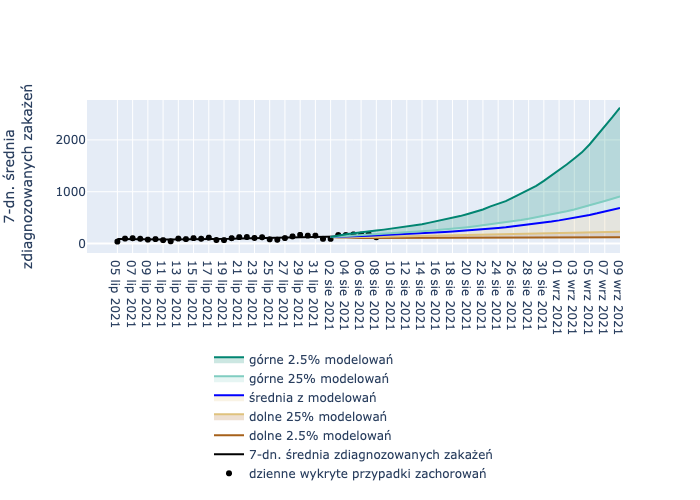 7-dn. średnia
zdiagnozowanych zakażeń
2000
1000
0
05 lip 2021
07 lip 2021
09 lip 2021
11 lip 2021
13 lip 2021
15 lip 2021
17 lip 2021
19 lip 2021
21 lip 2021
23 lip 2021
25 lip 2021
27 lip 2021
29 lip 2021
31 lip 2021
02 sie 2021
04 sie 2021
06 sie 2021
08 sie 2021
10 sie 2021
12 sie 2021
14 sie 2021
16 sie 2021
18 sie 2021
20 sie 2021
22 sie 2021
24 sie 2021
26 sie 2021
28 sie 2021
30 sie 2021
01 wrz 2021
03 wrz 2021
05 wrz 2021
07 wrz 2021
09 wrz 2021
górne 2.5% modelowań
górne 25% modelowań
średnia z modelowań
dolne 25% modelowań
dolne 2.5% modelowań
7-dn. średnia zdiagnozowanych zakażeń
dzienne wykryte przypadki zachorowań